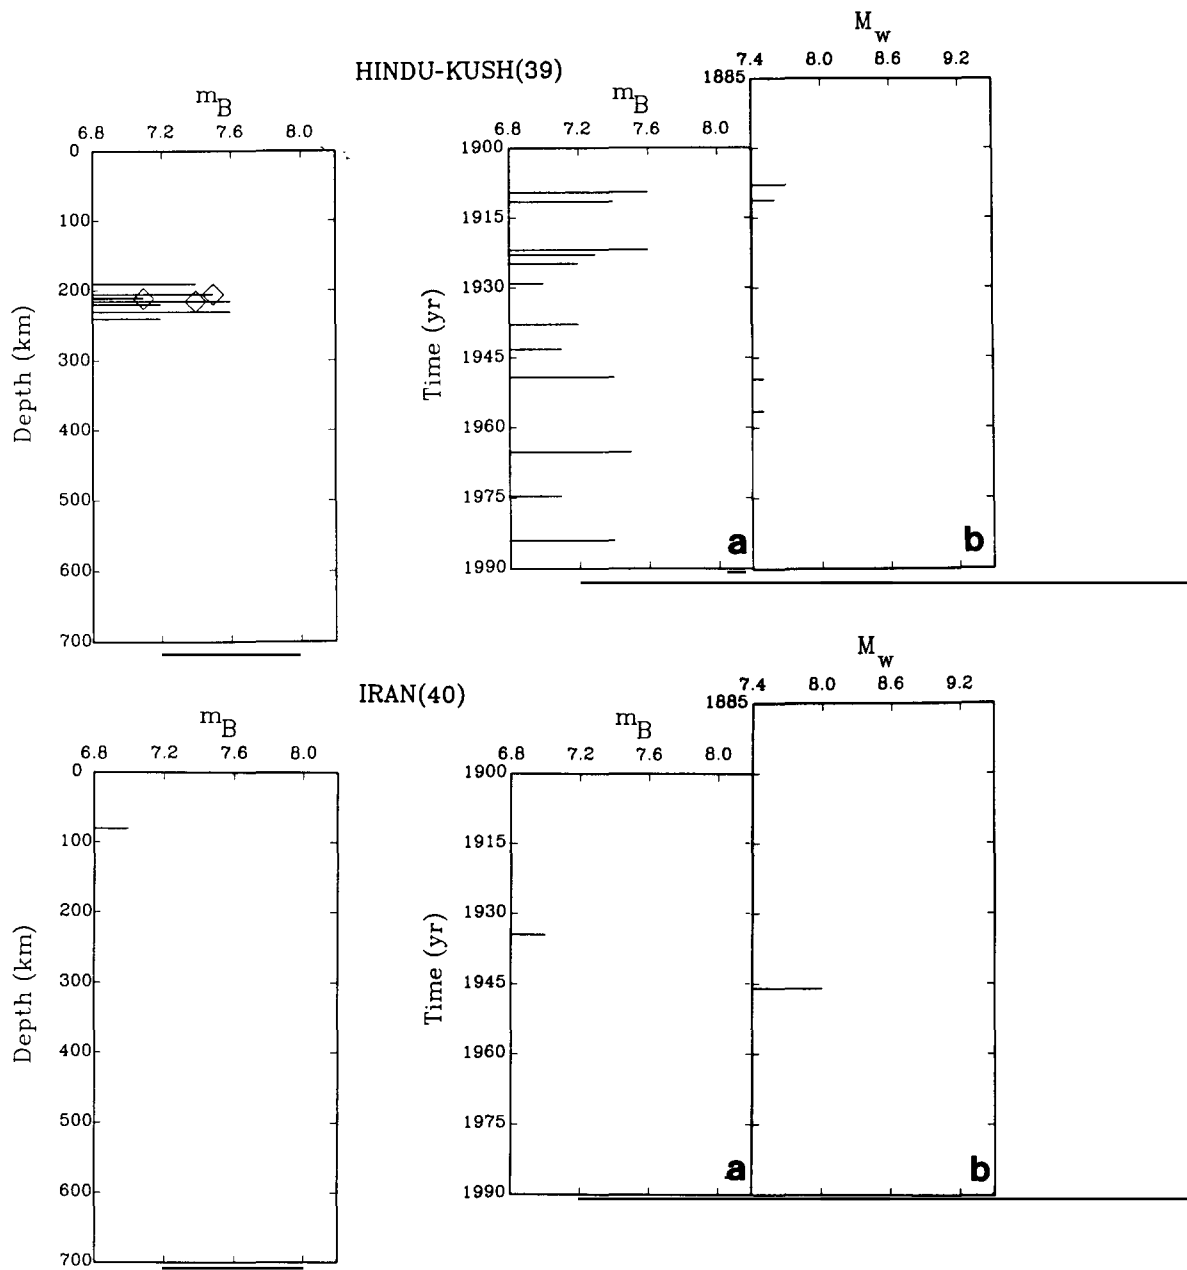 HINDU-KUSH(39)
m_B
6.8 7.2 7.6 8.0
0
100
200
300
400
500
600
700
Depth (km)
m_B
6.8 7.2 7.6 8.0
1900
1915
1930
1945
1960
1975
1990
Time (yr)
a
M_w
7.4 8.0 8.6 9.2
1885
b
IRAN(40)
m_B
6.8 7.2 7.6 8.0
0
100
200
300
400
500
600
700
Depth (km)
m_B
6.8 7.2 7.6 8.0
1900
1915
1930
1945
1960
1975
1990
Time (yr)
a
M_w
7.4 8.0 8.6 9.2
1885
b